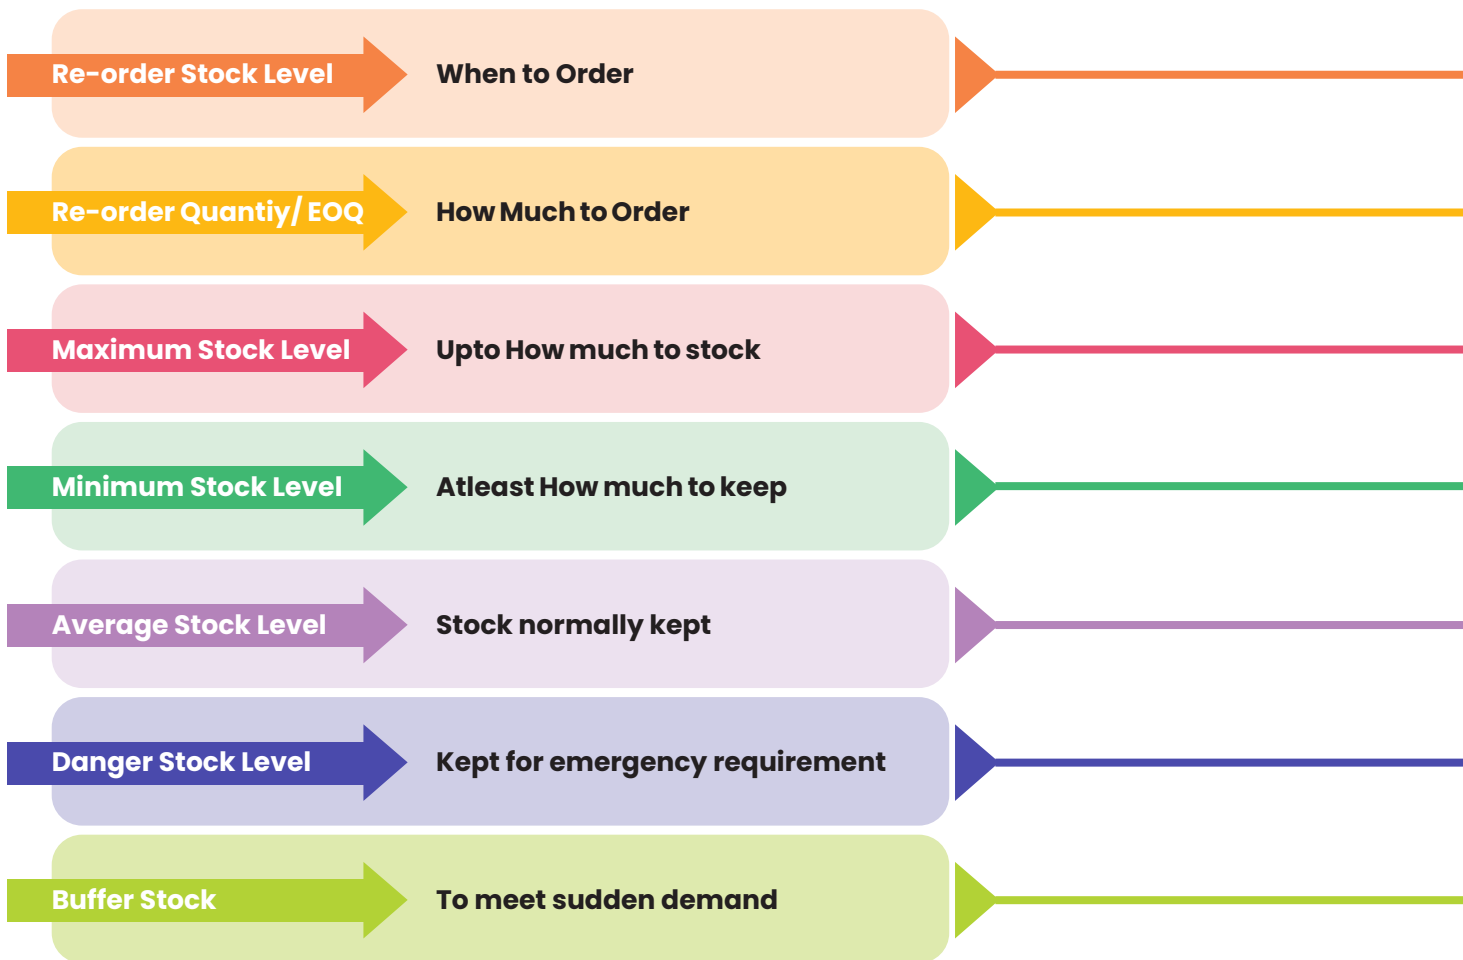 Re-order Stock Level When to Order
Re-order Quantiy/ EOQ How Much to Order
Maximum Stock Level Upto How much to stock
Minimum Stock Level Atleast How much to keep
Average Stock Level Stock normally kept
Danger Stock Level Kept for emergency requirement
Buffer Stock To meet sudden demand